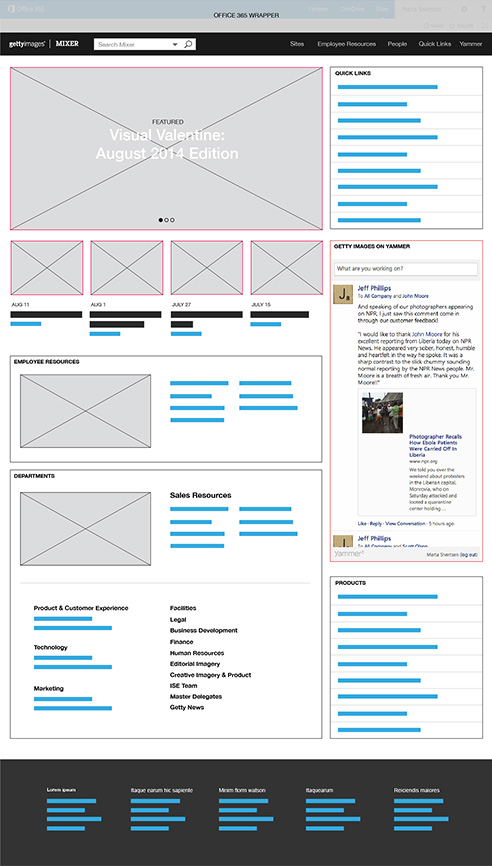 Office 365
OFFICE 365 WRAPPER
gettyimages® | MIXER
Search Mixer
Sites Employee Resources People Quick Links Yammer
FEATURED
Visual Valentine:
August 2014 Edition
QUICK LINKS
AUG 11
AUG 1
JULY 27
JULY 15
GETTY IMAGES ON YAMMER
What are you working on?
Jeff Phillips
To All Company and John Moore
And speaking of our photographers appearing
on NPR, I just saw this comment come in
through our customer feedback!
"I would like to thank John Moore for his
excellent reporting from Liberia today on NPR
News. He appeared very sober, honest, humble
and heartfelt in the way he spoke. It was a
sharp contrast to the slick chummy sounding
normal reporting by the NPR News people. Mr.
Moore is a breath of fresh air. Thank you Mr.
Moore!!"
Photographer Recalls
How Ebola Patients
Were Carried Off In
Liberia
www.npr.org
We told you over the
weekend about protesters
in the Liberian capital,
Monrovia, who on
Saturday attacked and
looted a quarantine
center holding ...
Like · Reply · View Conversation · 5 hours ago
Jeff Phillips
To All Company and Scott Olson
yammer
Marta Silvertsen (log out)
EMPLOYEE RESOURCES
DEPARTMENTS
Sales Resources
Product & Customer Experience
Technology
Marketing
Facilities
Legal
Business Development
Finance
Human Resources
Editorial Imagery
Creative Imagery & Product
ISE Team
Master Delegates
Getty News
PRODUCTS
Lorem ipsum
Itaque earum hic sapiente
Minim form watson
Itaquearum
Reiciendis maiores